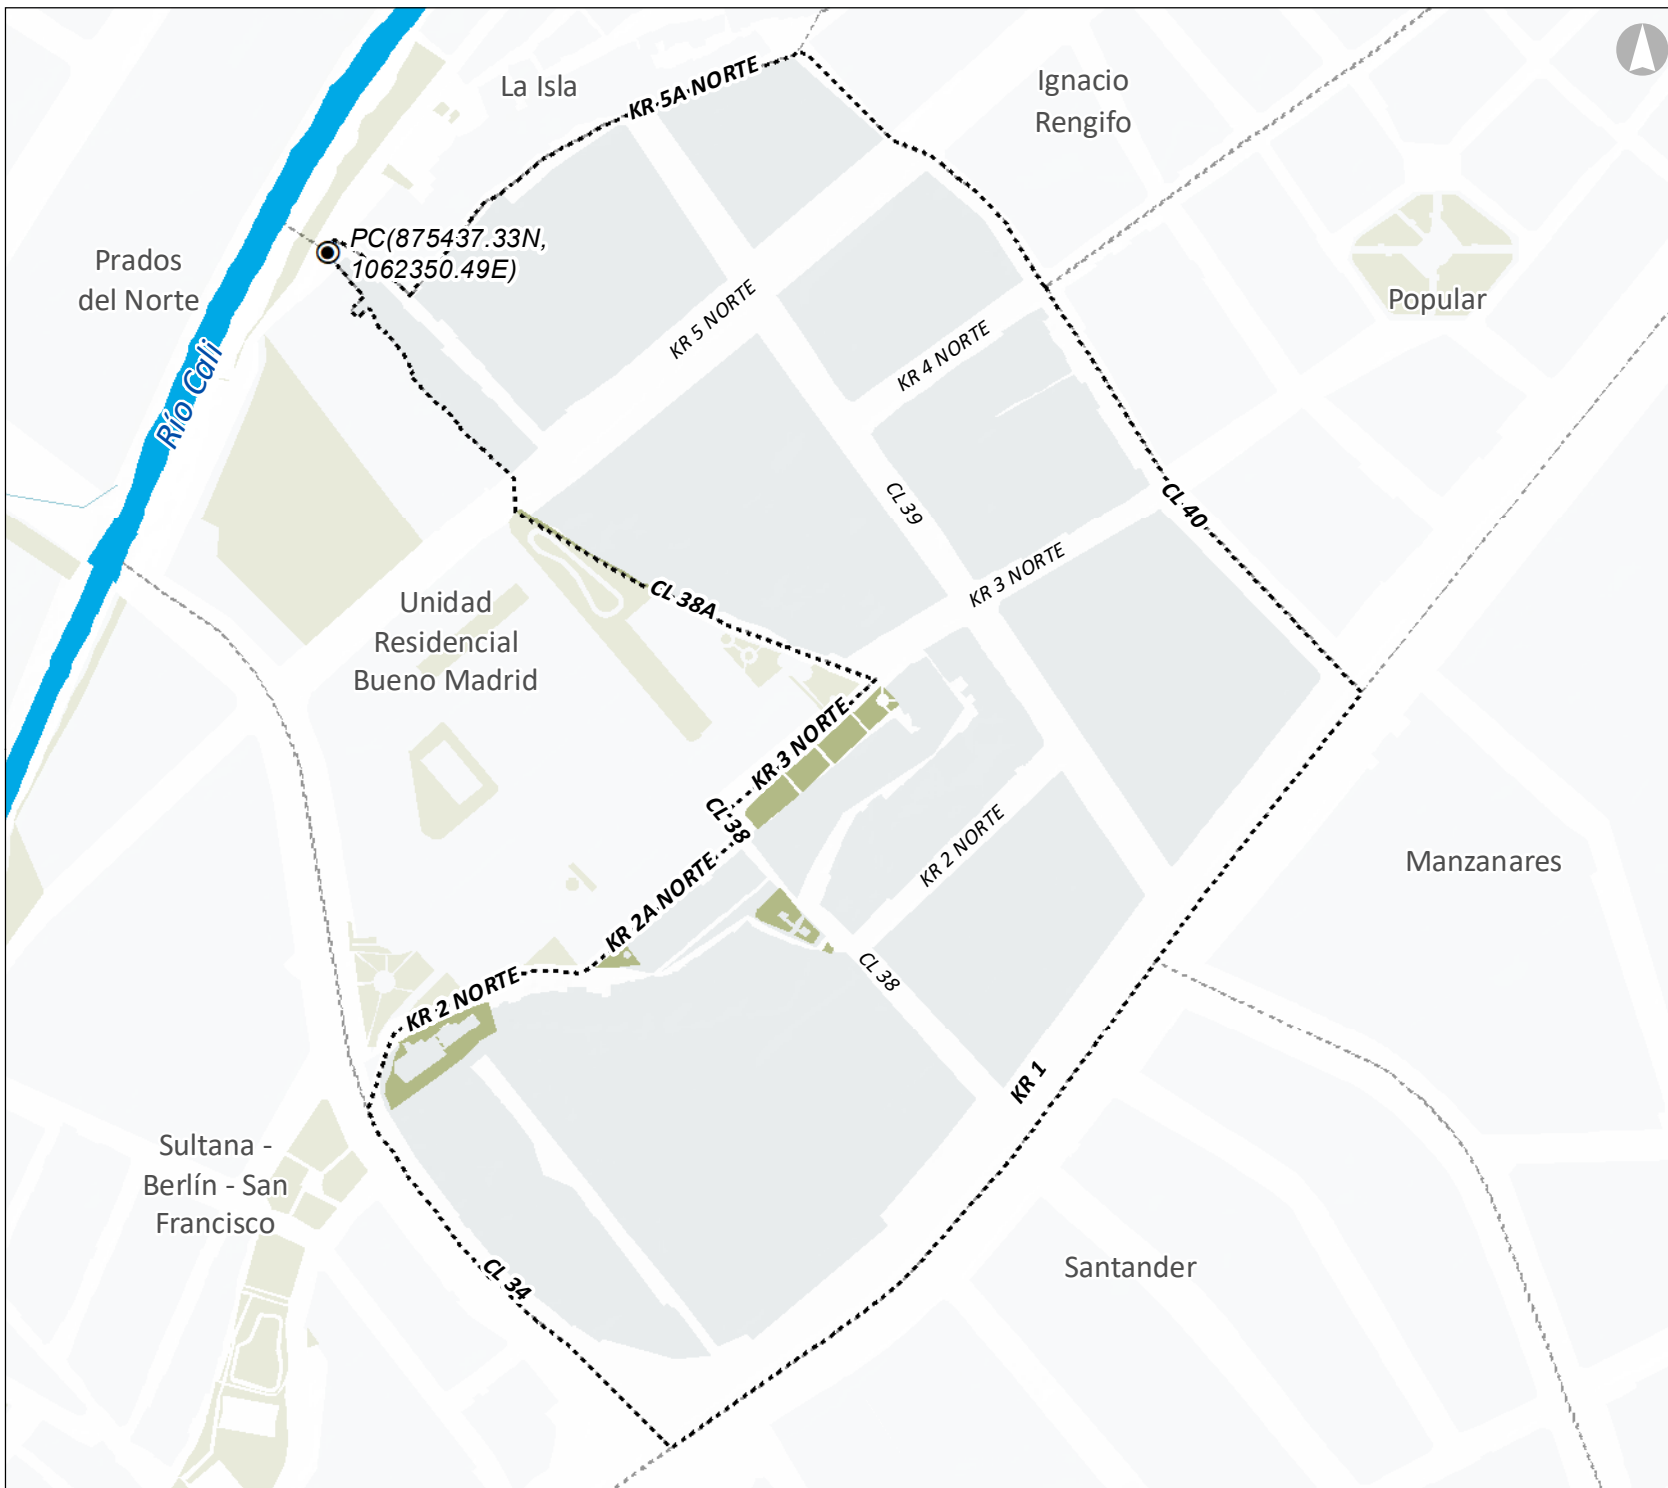 La Isla
KR 5A NORTE
Ignacio
Rengifo
PC(875437.33N,
1062350.49E)
Prados
del Norte
Popular
KR 5 NORTE
KR 4 NORTE
Río Cali
CL 39
CL 40
KR 3 NORTE
CL 38A
Unidad
Residencial
Bueno Madrid
KR 3 NORTE
CL 38
KR 2 NORTE
Manzanares
KR 2A NORTE
CL 38
KR 2 NORTE
KR 1
Sultana -
Berlín - San
Francisco
CL 34
Santander